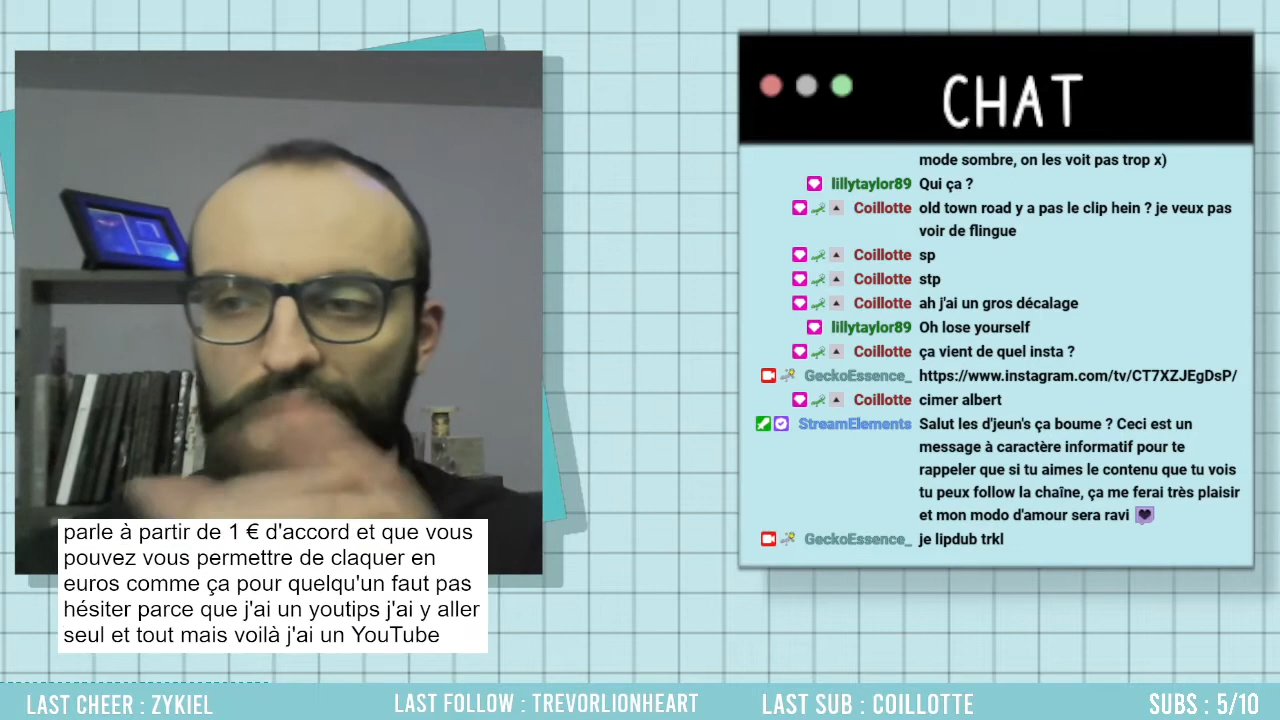 CHAT
mode sombre, on les voit pas trop x)
lillytaylor89 Qui ça ?
Coillotte old town road y a pas le clip hein ? je veux pas
voir de flingue
Coillotte sp
Coillotte stp
Coillotte ah j'ai un gros décalage
lillytaylor89 Oh lose yourself
Coillotte ça vient de quel insta ?
GeckoEssence_ https://www.instagram.com/tv/CT7XZJEgDsP/
Coillotte cimer albert
StreamElements Salut les d'jeun's ça boume ? Ceci est un
message à caractère informatif pour te
rappeler que si tu aimes le contenu que tu vois
tu peux follow la chaîne, ça me ferai très plaisir
et mon modo d'amour sera ravi
GeckoEssence_ je lipdub trkl
parle à partir de 1 € d'accord et que vous
pouvez vous permettre de claquer en
euros comme ça pour quelqu'un faut pas
hésiter parce que j'ai un youtips j'ai y aller
seul et tout mais voilà j'ai un YouTube
LAST CHEER : ZYKIEL
LAST FOLLOW : TREVORLIONHEART
LAST SUB : COILLOTTE
SUBS : 5/10